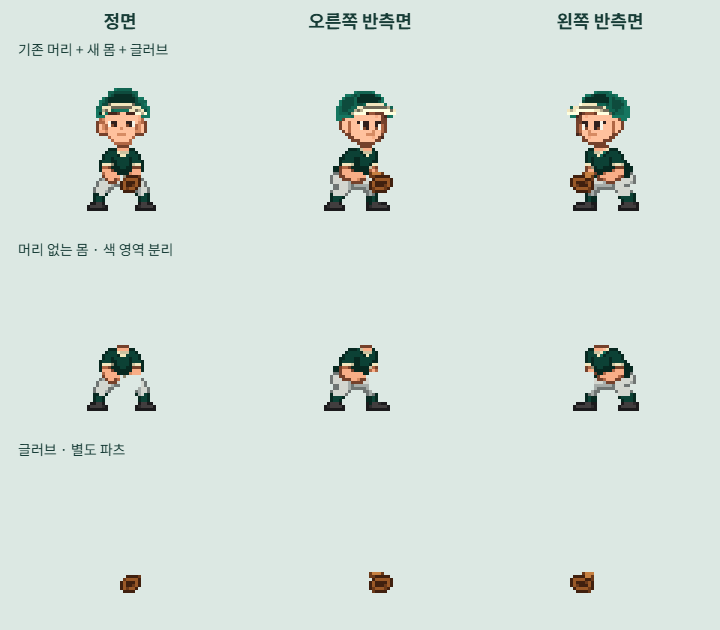 정면 오른쪽 반측면 왼쪽 반측면
기존 머리 + 새 몸 + 글러브
머리 없는 몸 · 색 영역 분리
글러브 · 별도 파츠